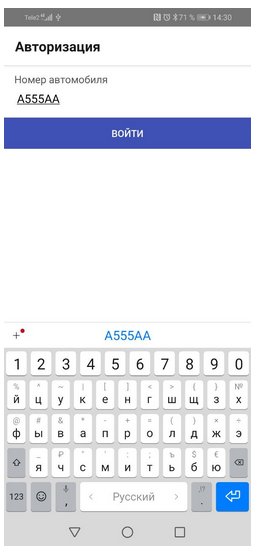 Tele2 71 % 14:30
Авторизация
Номер автомобиля
А555АА
ВОЙТИ
+ А555АА
1 2 3 4 5 6 7 8 9 0
% ^ ~ | [ ] < > { } №
й ц у к е н г ш щ з х
@ # & * - + = ( ) × ÷
ф ы в а п р о л д ж э
_ ₽ " ' : ; ъ $ € ё
я ч с м и т ь б ю
123 , < Русский > .